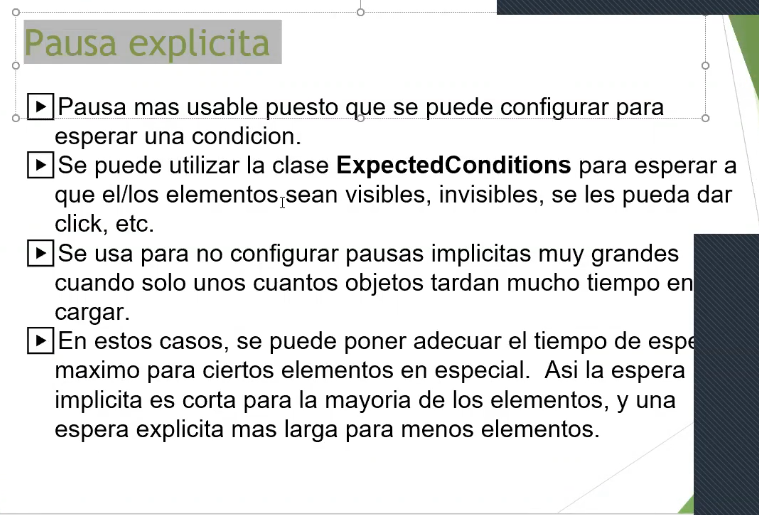 Pausa explicita
Pausa mas usable puesto que se puede configurar para
esperar una condicion.
Se puede utilizar la clase ExpectedConditions para esperar a
que el/los elementos sean visibles, invisibles, se les pueda dar
click, etc.
Se usa para no configurar pausas implicitas muy grandes
cuando solo unos cuantos objetos tardan mucho tiempo en
cargar.
En estos casos, se puede poner adecuar el tiempo de espe
maximo para ciertos elementos en especial. Asi la espera
implicita es corta para la mayoria de los elementos, y una
espera explicita mas larga para menos elementos.